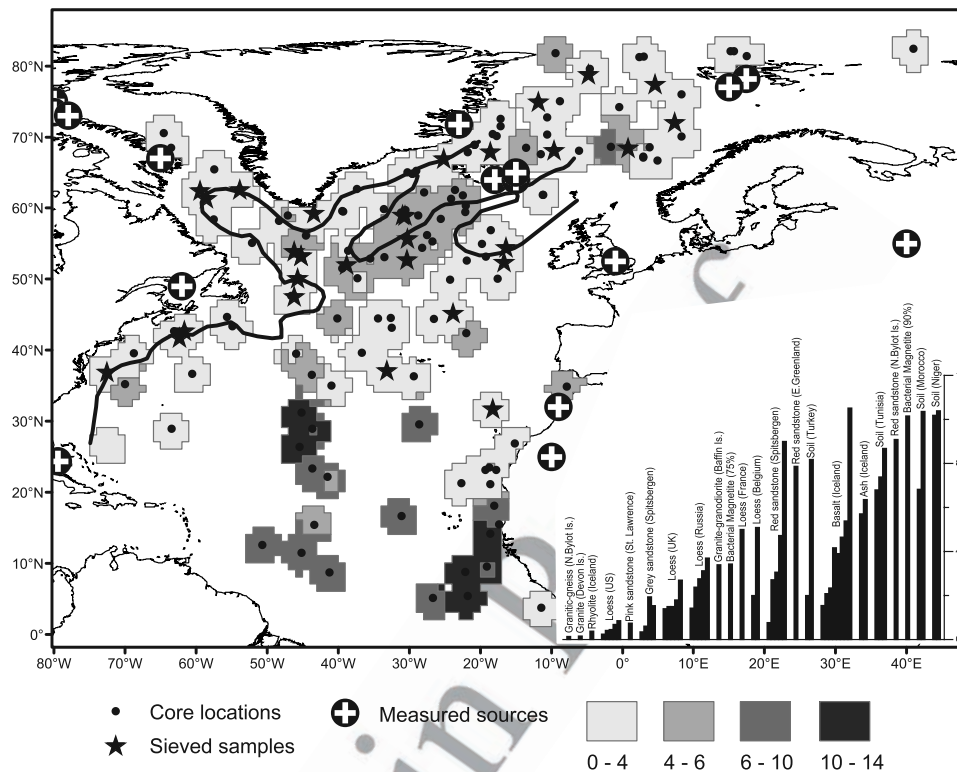 80°N
70°N
60°N
50°N
40°N
30°N
20°N
10°N
0°
80°W 70°W 60°W 50°W 40°W 30°W 20°W 10°W 0° 10°E 20°E 30°E 40°E
Granitic-gneiss (N.Bylot Is.)
Granite (Devon Is.)
Rhyolite (Iceland)
Loess (US)
Pink sandstone (St. Lawrence)
Grey sandstone (Spitsbergen)
Loess (UK)
Loess (Russia)
Granite-granodiorite (Baffin Is.)
Bacterial Magnetite (75%)
Loess (France)
Loess (Belgium)
Red sandstone (Spitsbergen)
Red sandstone (E.Greenland)
Soil (Turkey)
Basalt (Iceland)
Ash (Iceland)
Soil (Tunisia)
Red sandstone (N.Bylot Is.)
Bacterial Magnetite (90%)
Soil (Morocco)
Soil (Niger)
Core locations
Sieved samples
Measured sources
0 - 4 4 - 6 6 - 10 10 - 14